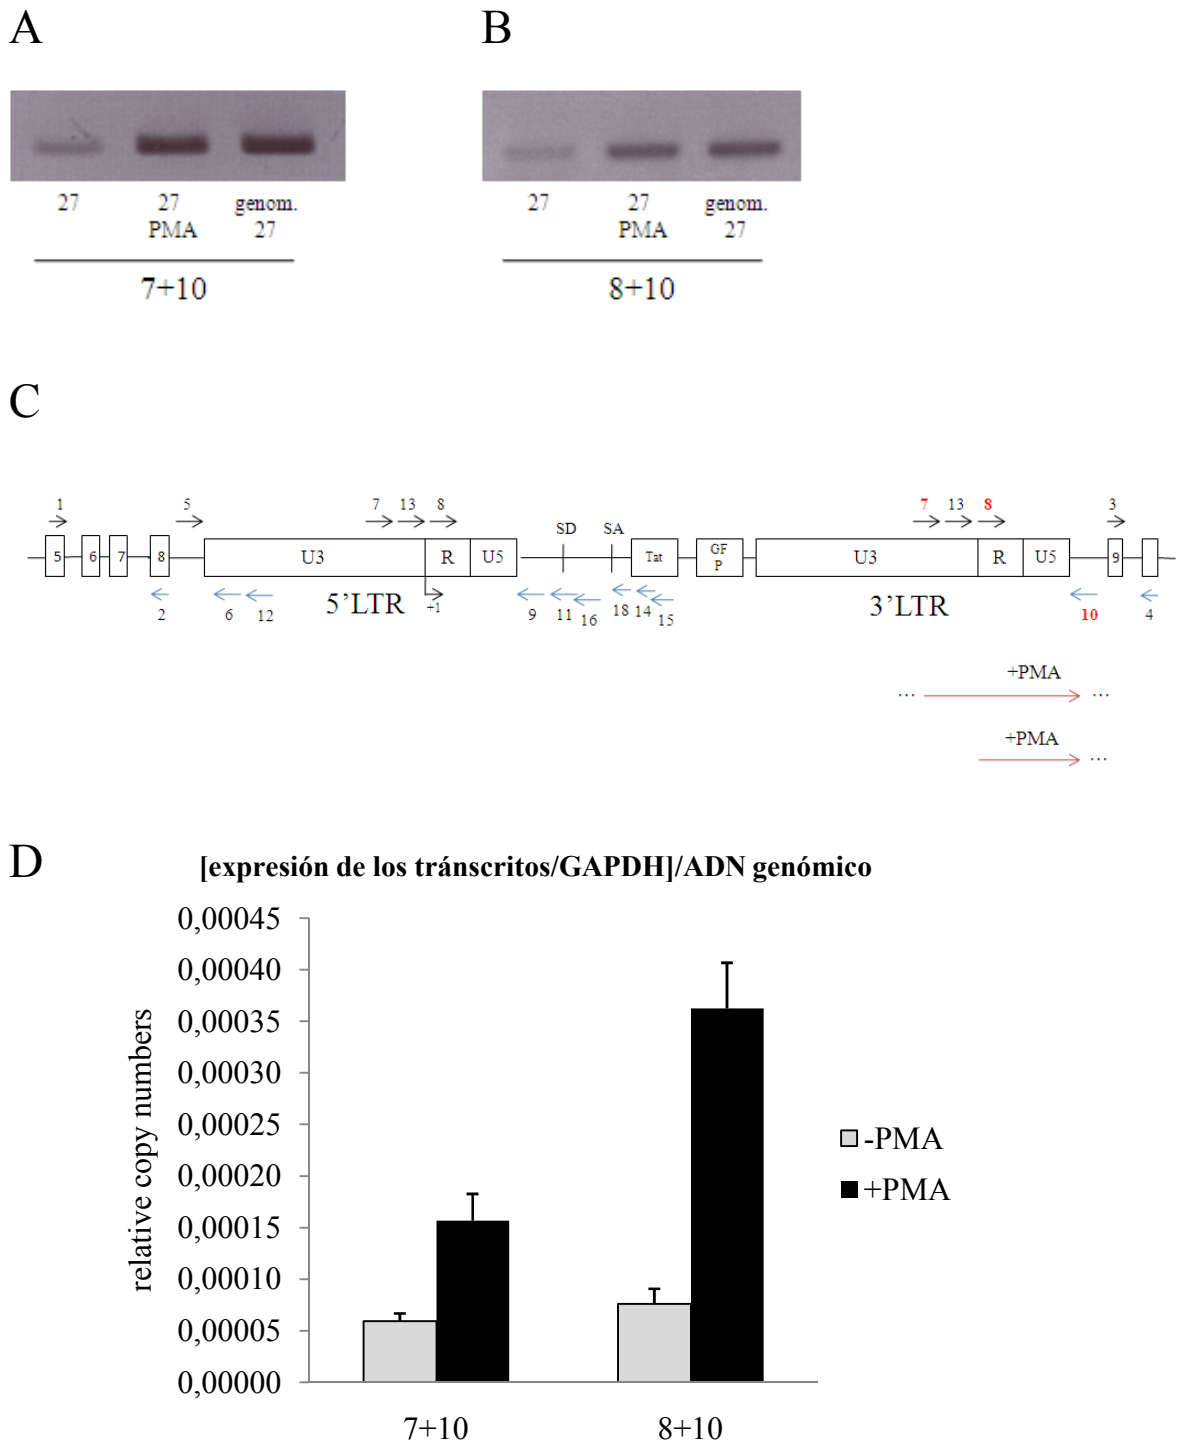 A
B
27
27
PMA
genom.
27
7+10
27
27
PMA
genom.
27
8+10
C
1
5
7
13
8
SD
SA
7
13
8
3
5
6
7
8
U3
R
U5
Tat
GF
P
U3
R
U5
9
2
6
12
5’LTR
+1
9
11
16
18
14
15
3’LTR
10
4
+PMA
... ...
+PMA
...
D
[expresión de los tránscritos/GAPDH]/ADN genómico
relative copy numbers
0,00045
0,00040
0,00035
0,00030
0,00025
0,00020
0,00015
0,00010
0,00005
0,00000
-PMA
+PMA
7+10
8+10